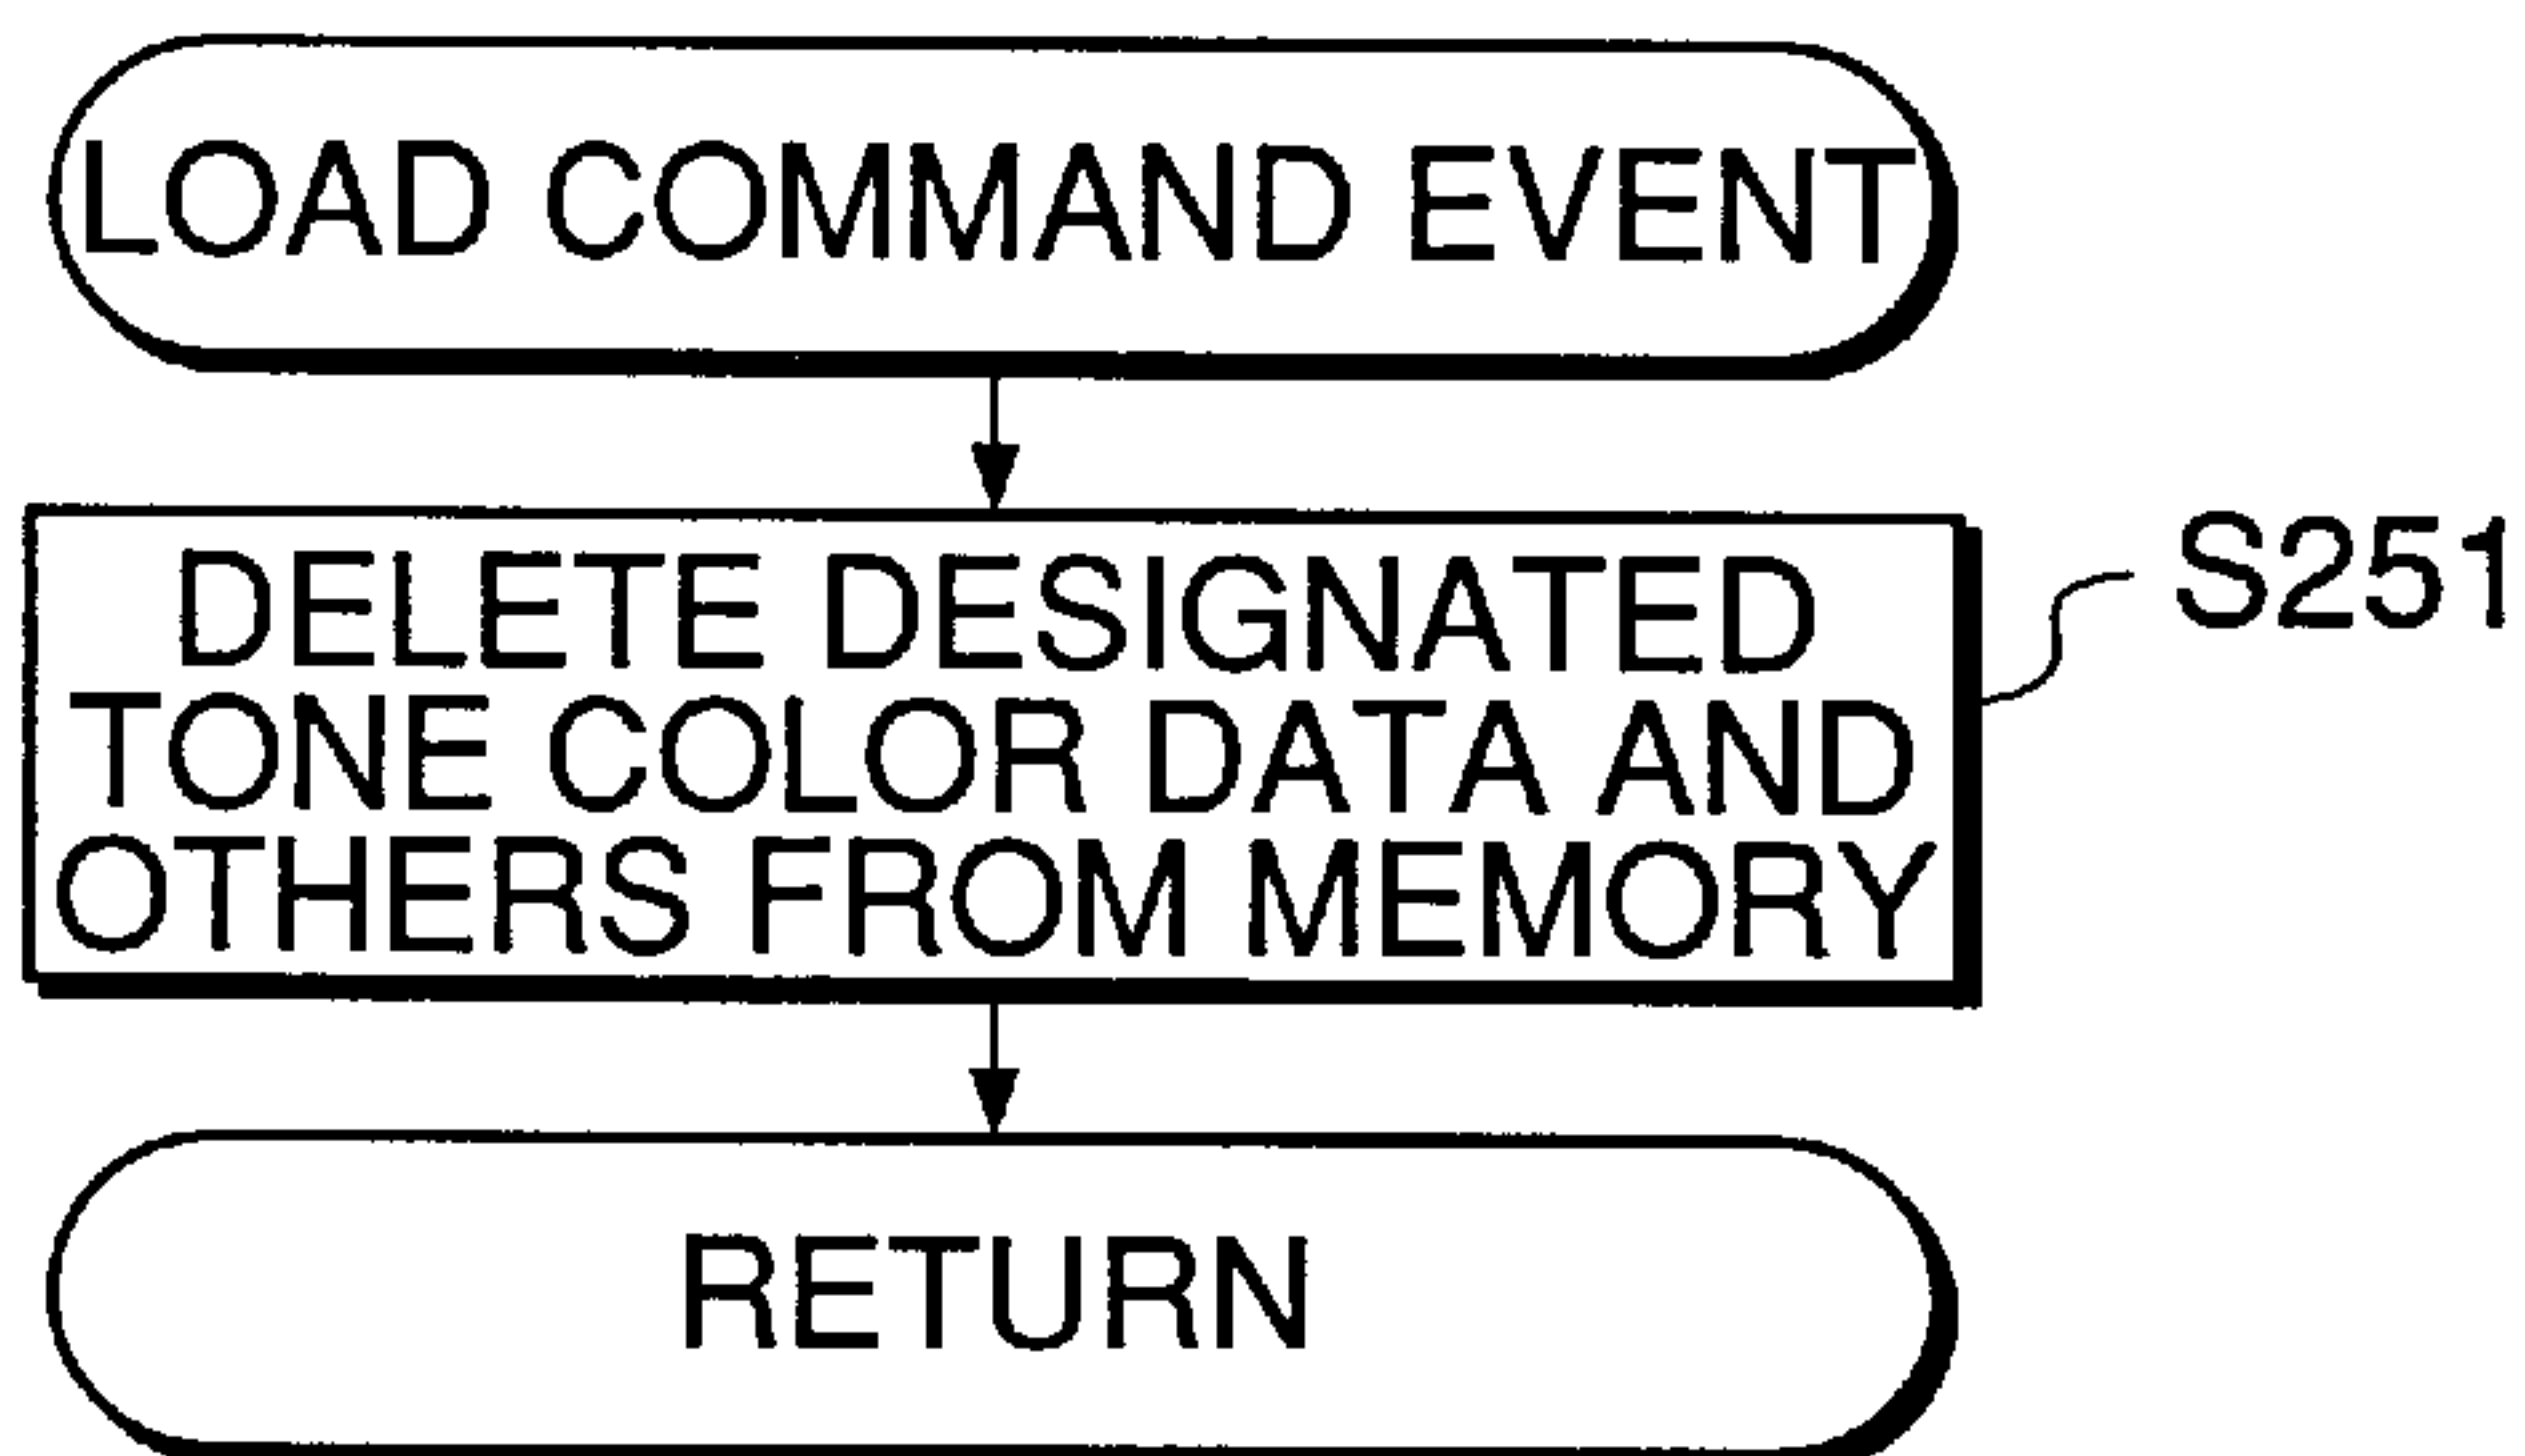 LOAD COMMAND EVENT
DELETE DESIGNATED
TONE COLOR DATA AND
OTHERS FROM MEMORY
S251
RETURN